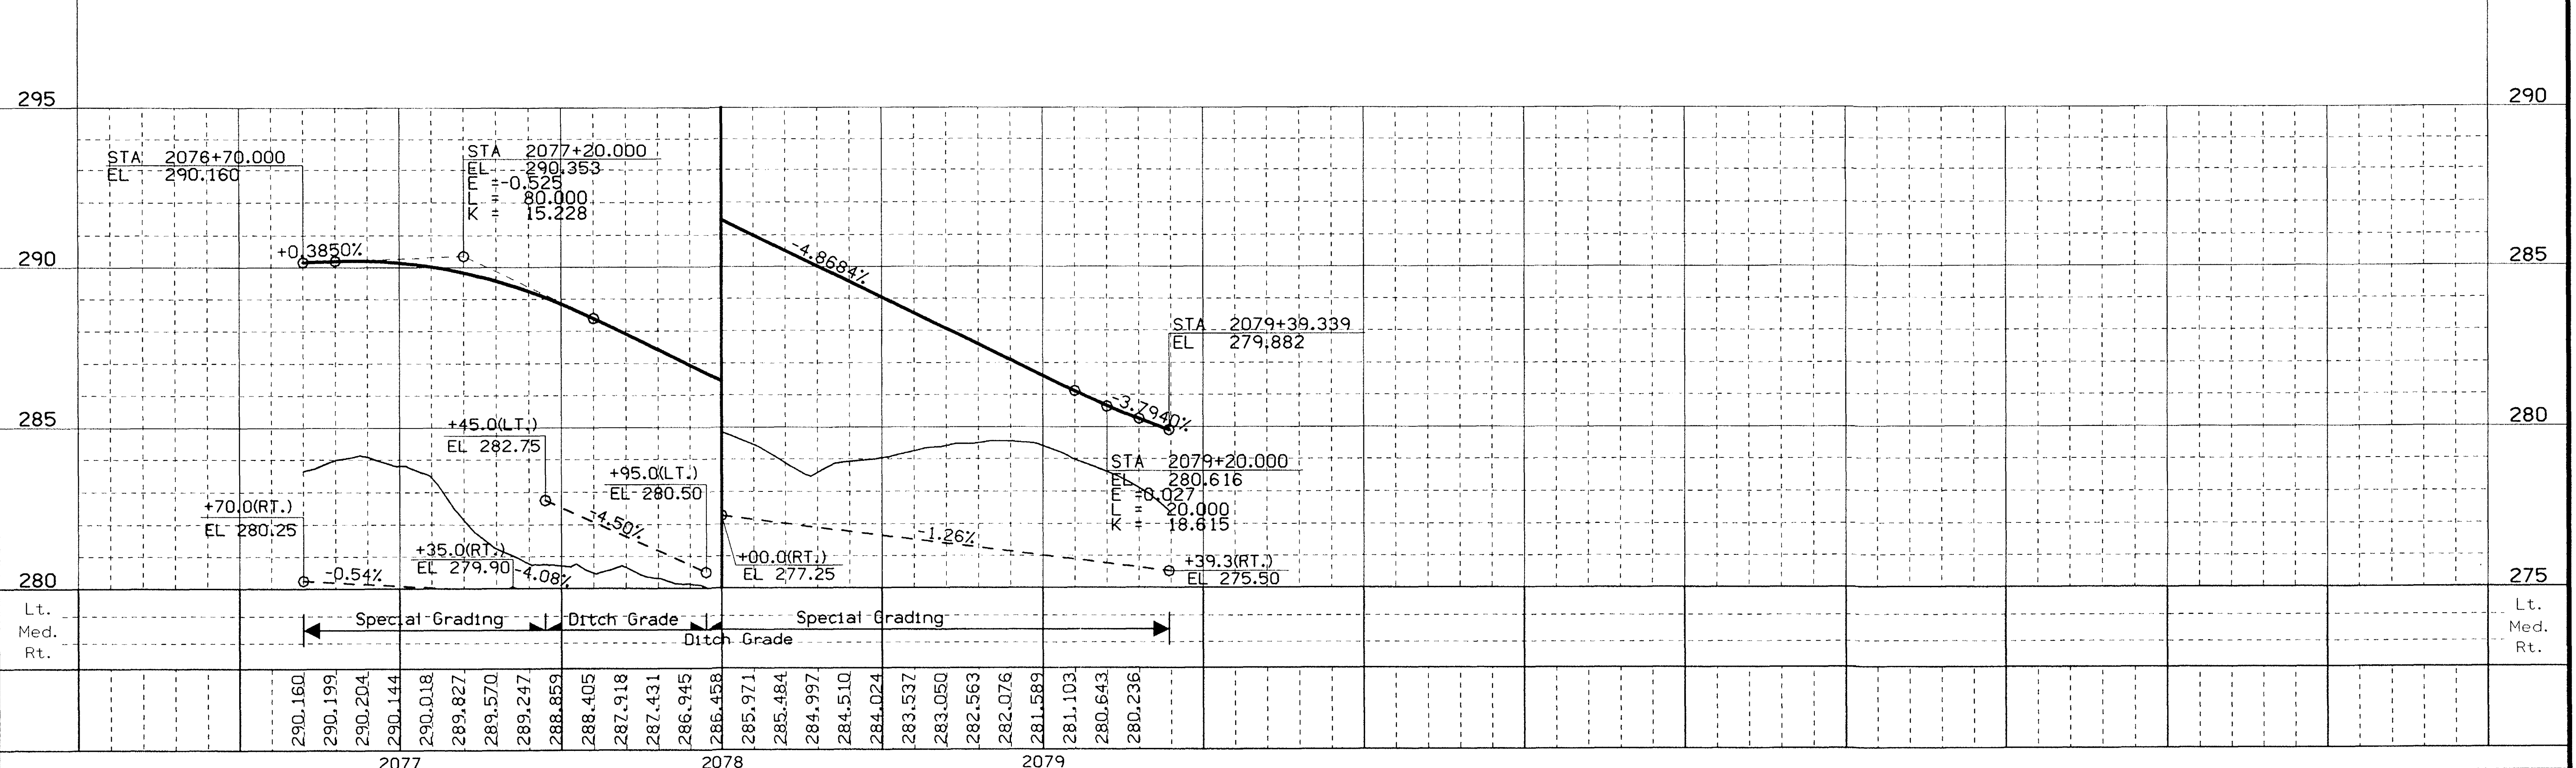 295
290
STA 2076+70.000
EL 290.160
STA 2077+20.000
EL 290.353
E =-0.525
L = 80.000
K = 15.228
+0.3850%
-4.8684%
290
285
STA 2079+39.339
EL 279.882
-3.7940%
285
280
+45.0(LT.)
EL 282.75
+95.0(LT.)
EL 280.50
-4.50%
STA 2079+20.000
EL 280.616
E =0.027
L = 20.000
K = 18.615
+70.0(RT.)
EL 280.25
-0.54%
+35.0(RT.)
EL 279.90
-4.08%
+00.0(RT.)
EL 277.25
-1.26%
+39.3(RT.)
EL 275.50
280
275
Lt.
Med.
Rt.
Special Grading
Ditch Grade
Special Grading
Ditch Grade
Lt.
Med.
Rt.
290.160
290.199
290.204
290.144
290.018
289.827
289.570
289.247
288.859
288.405
287.918
287.431
286.945
286.458
285.971
285.484
284.997
284.510
284.024
283.537
283.050
282.563
282.076
281.589
281.103
280.643
280.236
2077
2078
2079